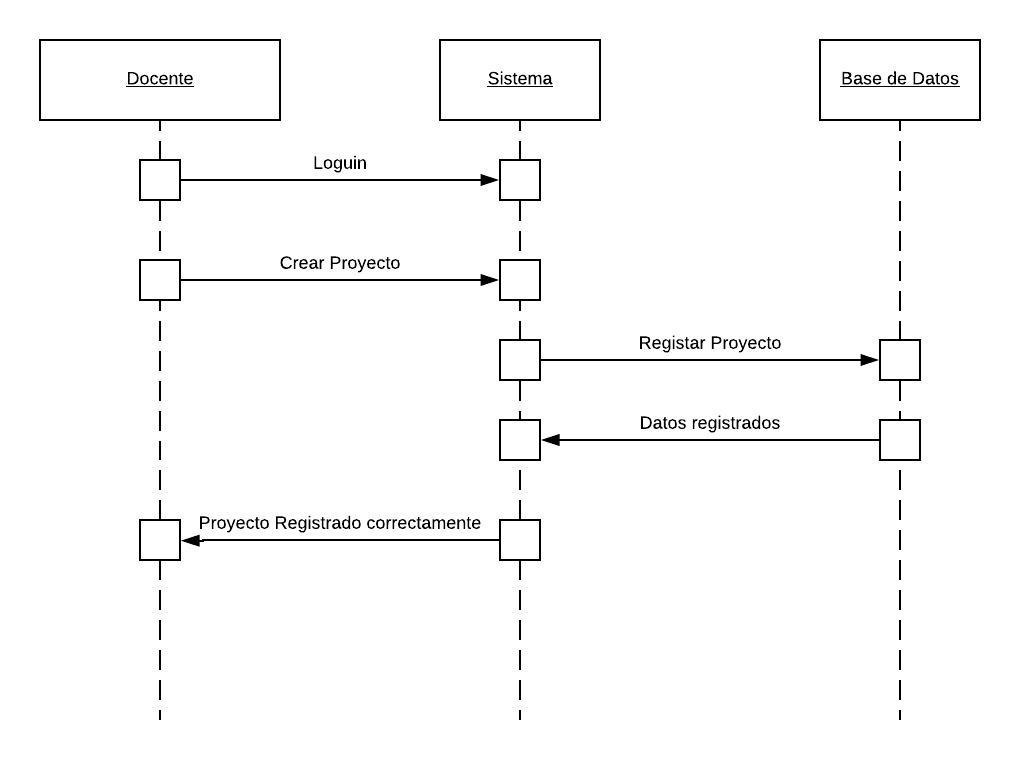 Docente
Sistema
Base de Datos
Loguin
Crear Proyecto
Registar Proyecto
Datos registrados
Proyecto Registrado correctamente